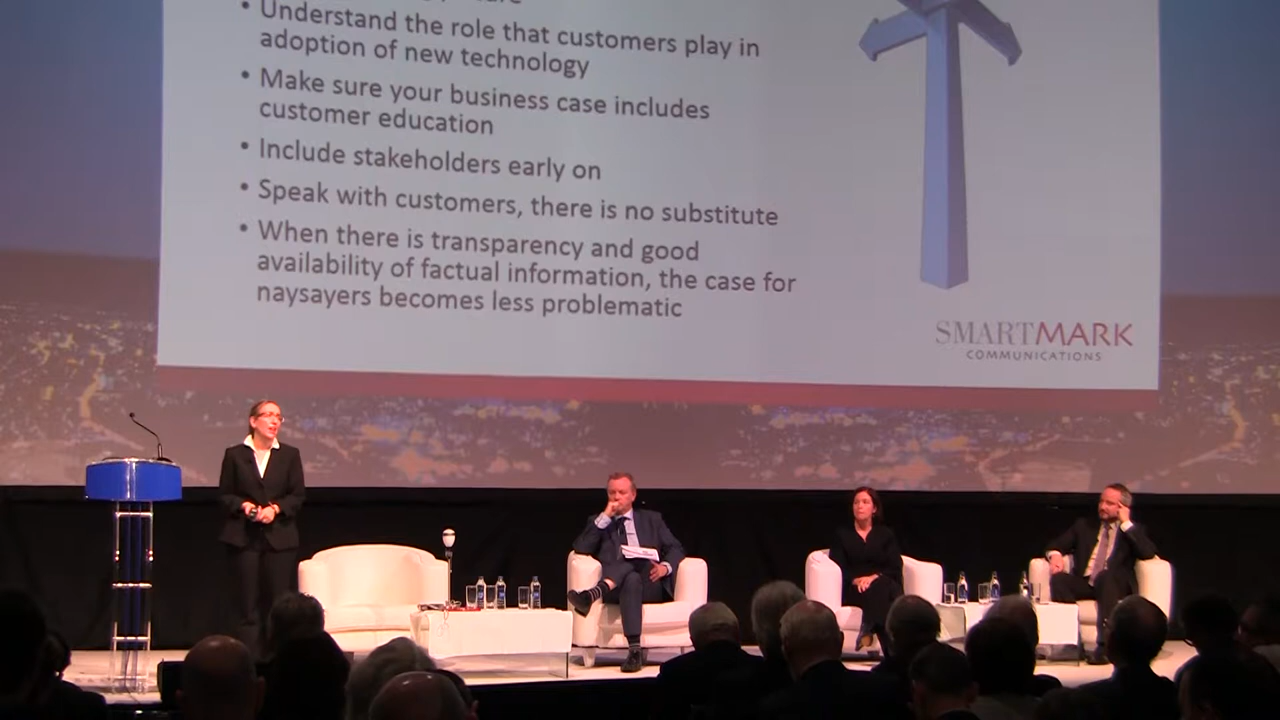 • Understand the role that customers play in
adoption of new technology
• Make sure your business case includes
customer education
• Include stakeholders early on
• Speak with customers, there is no substitute
• When there is transparency and good
availability of factual information, the case for
naysayers becomes less problematic
SMARTMARK
COMMUNICATIONS